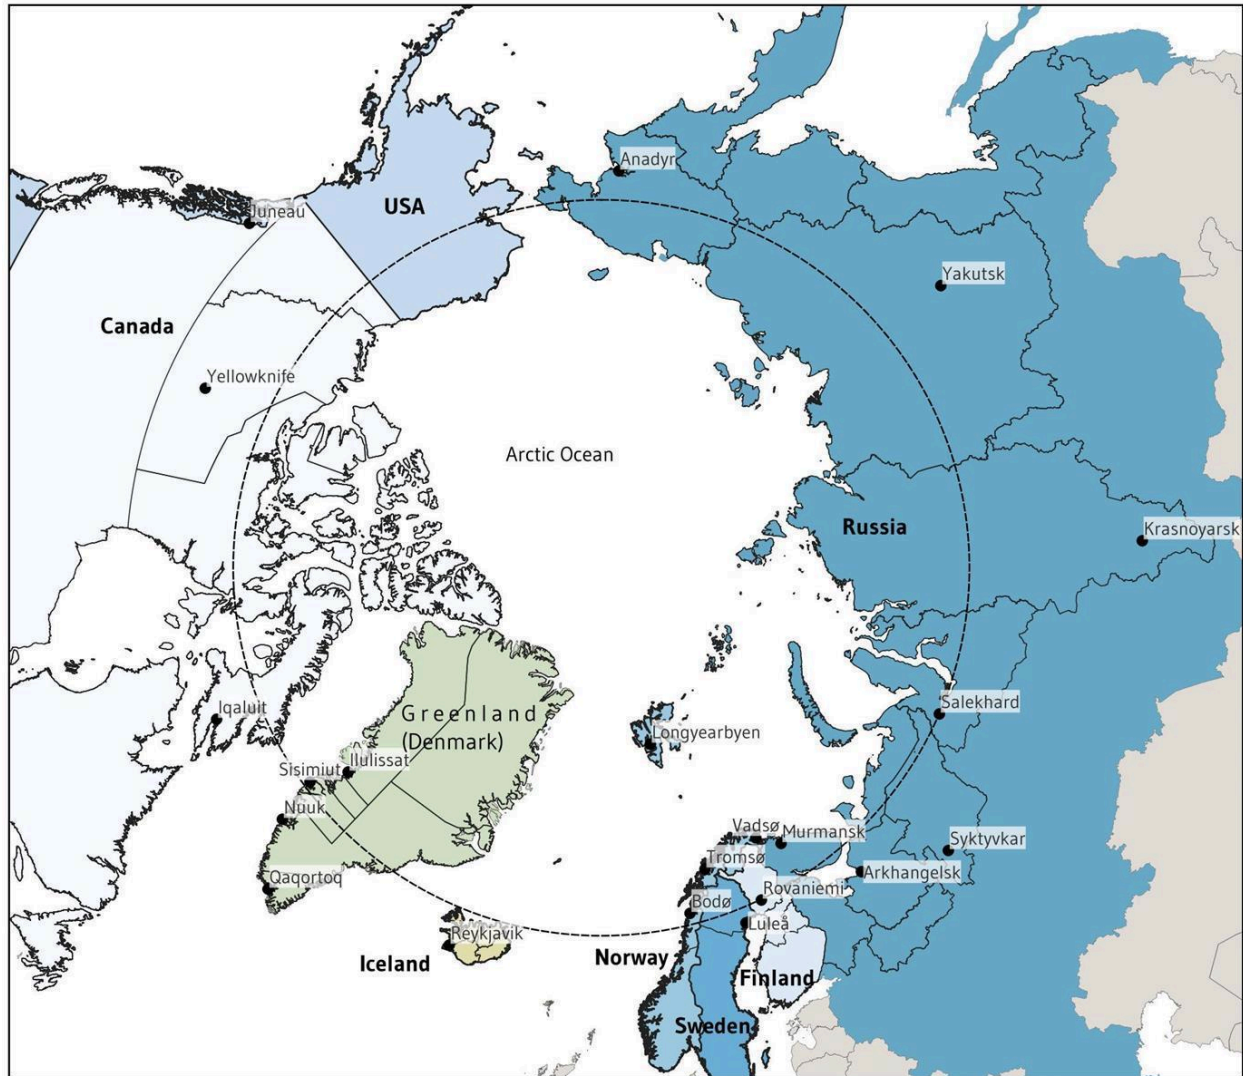 Anadyr
Juneau
USA
Yakutsk
Canada
Yellowknife
Arctic Ocean
Russia
Krasnoyarsk
Iqaluit
Greenland
(Denmark)
Salekhard
Longyearbyen
Ilulissat
Sisimiut
Nuuk
Vadsø
Murmansk
Syktyvkar
Tromsø
Arkhangelsk
Qaqortoq
Rovaniemi
Bodø
Luleå
Reykjavik
Iceland
Norway
Finland
Sweden